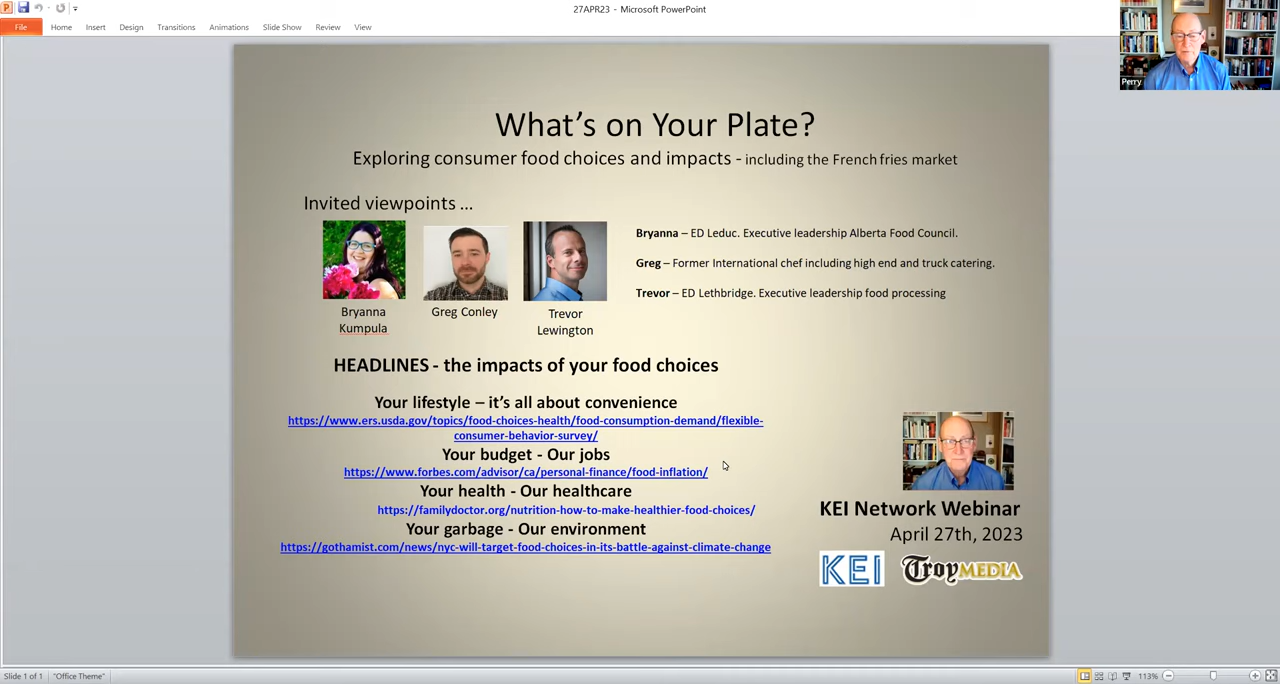 27APR23 - Microsoft PowerPoint
File Home Insert Design Transitions Animations Slide Show Review View
Perry
What's on Your Plate?
Exploring consumer food choices and impacts - including the French fries market
Invited viewpoints ...
Bryanna – ED Leduc. Executive leadership Alberta Food Council.
Greg – Former International chef including high end and truck catering.
Trevor – ED Lethbridge. Executive leadership food processing
Bryanna
Kumpula
Greg Conley
Trevor
Lewington
HEADLINES - the impacts of your food choices
Your lifestyle – it's all about convenience
https://www.ers.usda.gov/topics/food-choices-health/food-consumption-demand/flexible-
consumer-behavior-survey/
Your budget - Our jobs
https://www.forbes.com/advisor/ca/personal-finance/food-inflation/
Your health - Our healthcare
https://familydoctor.org/nutrition-how-to-make-healthier-food-choices/
Your garbage - Our environment
https://gothamist.com/news/nyc-will-target-food-choices-in-its-battle-against-climate-change
KEI Network Webinar
April 27th, 2023
KEI TroyMEDIA
Slide 1 of 1 "Office Theme" 113%